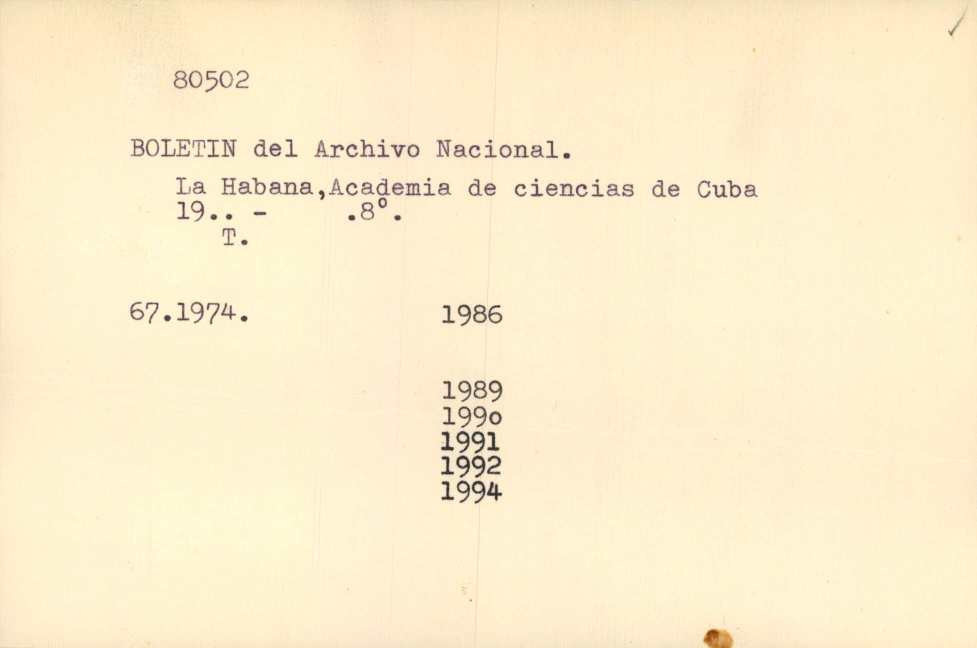 80502
BOLETIN del Archivo Nacional.
La Habana,Academia de ciencias de Cuba
19.. -     .8º.
T.
67.1974.     1986
1989
199o
1991
1992
1994